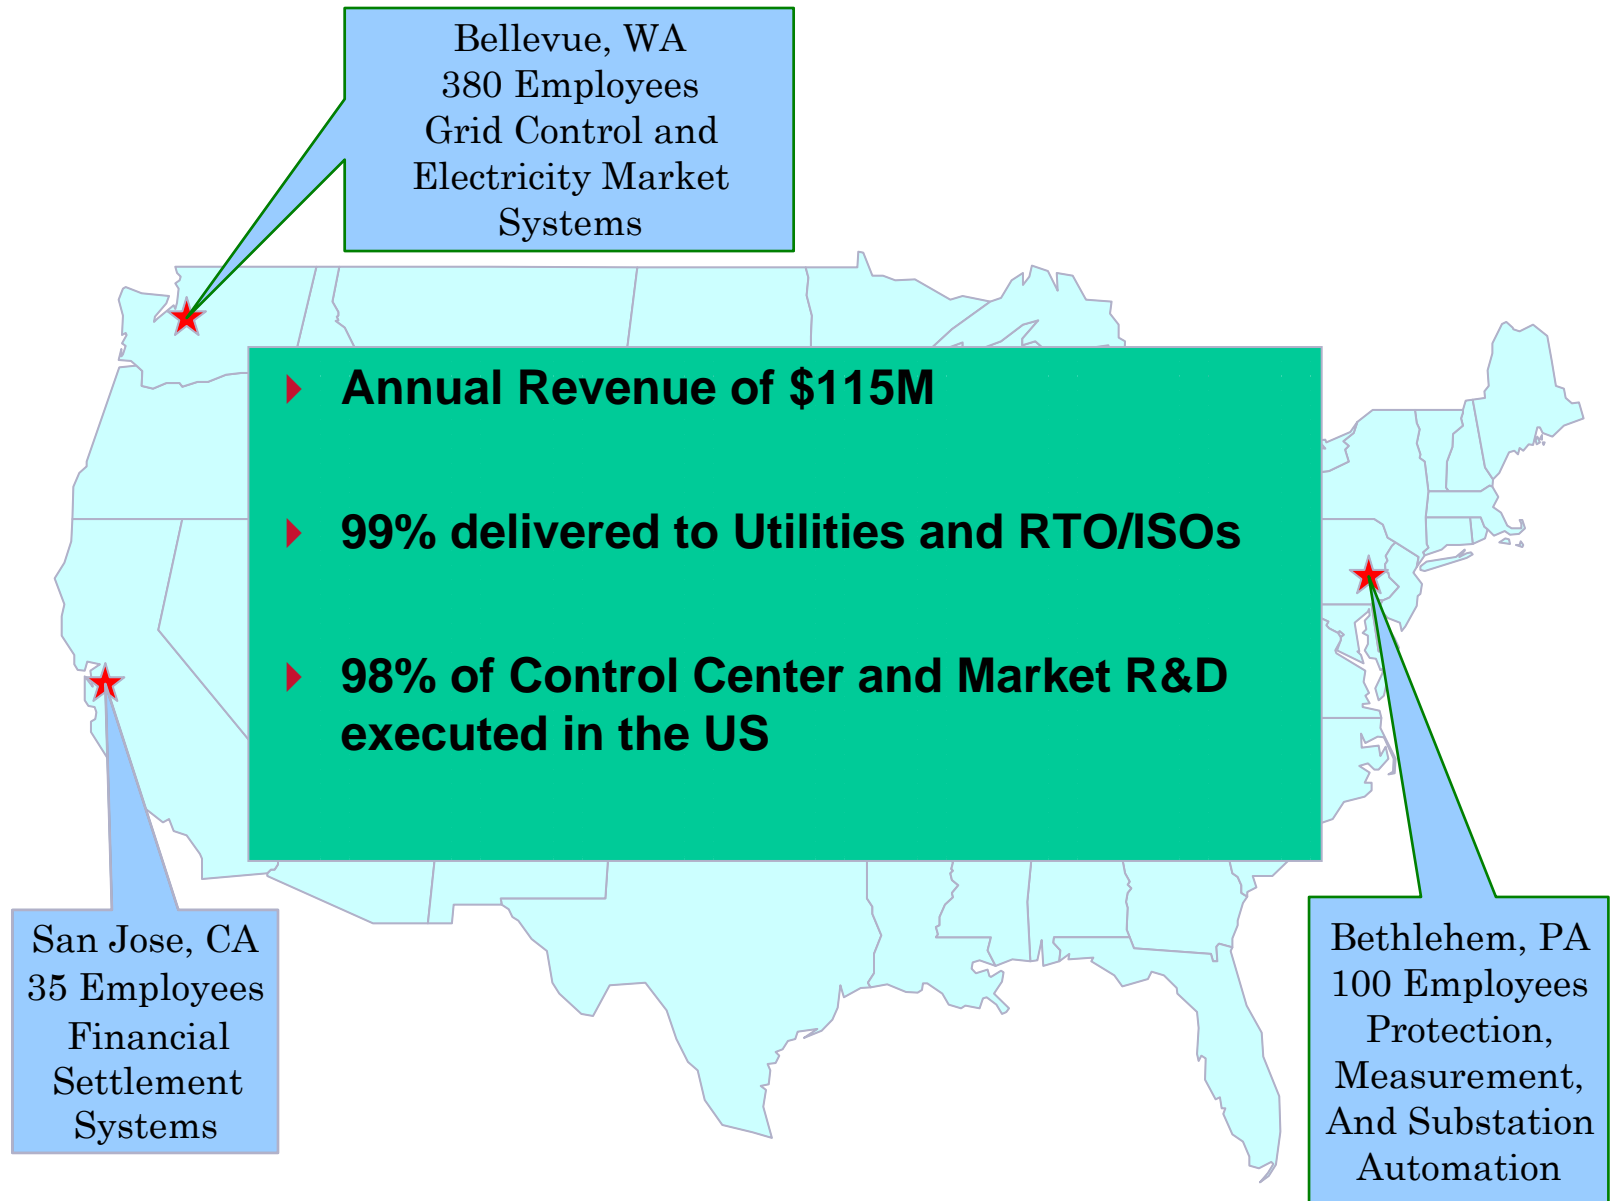 Bellevue, WA
380 Employees
Grid Control and
Electricity Market
Systems
Annual Revenue of $115M
99% delivered to Utilities and RTO/ISOs
98% of Control Center and Market R&D
executed in the US
San Jose, CA
35 Employees
Financial
Settlement
Systems
Bethlehem, PA
100 Employees
Protection,
Measurement,
And Substation
Automation